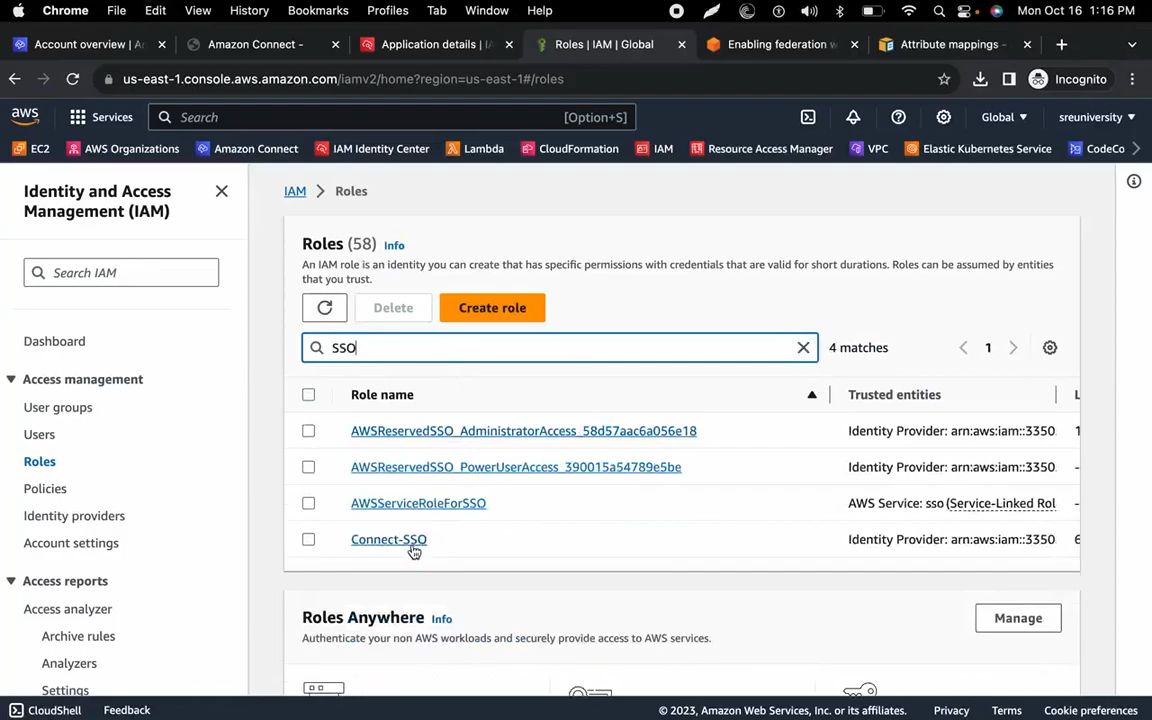 Chrome File Edit View History Bookmarks Profiles Tab Window Help Mon Oct 16 1:16 PM
Account overview | A Amazon Connect - Application details | I Roles | IAM | Global Enabling federation w Attribute mappings -
us-east-1.console.aws.amazon.com/iamv2/home?region=us-east-1#/roles Incognito
aws Services Search [Option+S] Global sreuniversity
EC2 AWS Organizations Amazon Connect IAM Identity Center Lambda CloudFormation IAM Resource Access Manager VPC Elastic Kubernetes Service CodeCo
Identity and Access
Management (IAM)
Search IAM
Dashboard
Access management
User groups
Users
Roles
Policies
Identity providers
Account settings
Access reports
Access analyzer
Archive rules
Analyzers
Settings
IAM > Roles
Roles (58) Info
An IAM role is an identity you can create that has specific permissions with credentials that are valid for short durations. Roles can be assumed by entities
that you trust.
Delete Create role
SSO 4 matches 1
Role name Trusted entities L
AWSReservedSSO_AdministratorAccess_58d57aac6a056e18 Identity Provider: arn:aws:iam::3350 1
AWSReservedSSO_PowerUserAccess_390015a54789e5be Identity Provider: arn:aws:iam::3350 -
AWSServiceRoleForSSO AWS Service: sso (Service-Linked Rol -
Connect-SSO Identity Provider: arn:aws:iam::3350 6
Roles Anywhere Info
Authenticate your non AWS workloads and securely provide access to AWS services.
Manage
CloudShell Feedback © 2023, Amazon Web Services, Inc. or its affiliates. Privacy Terms Cookie preferences